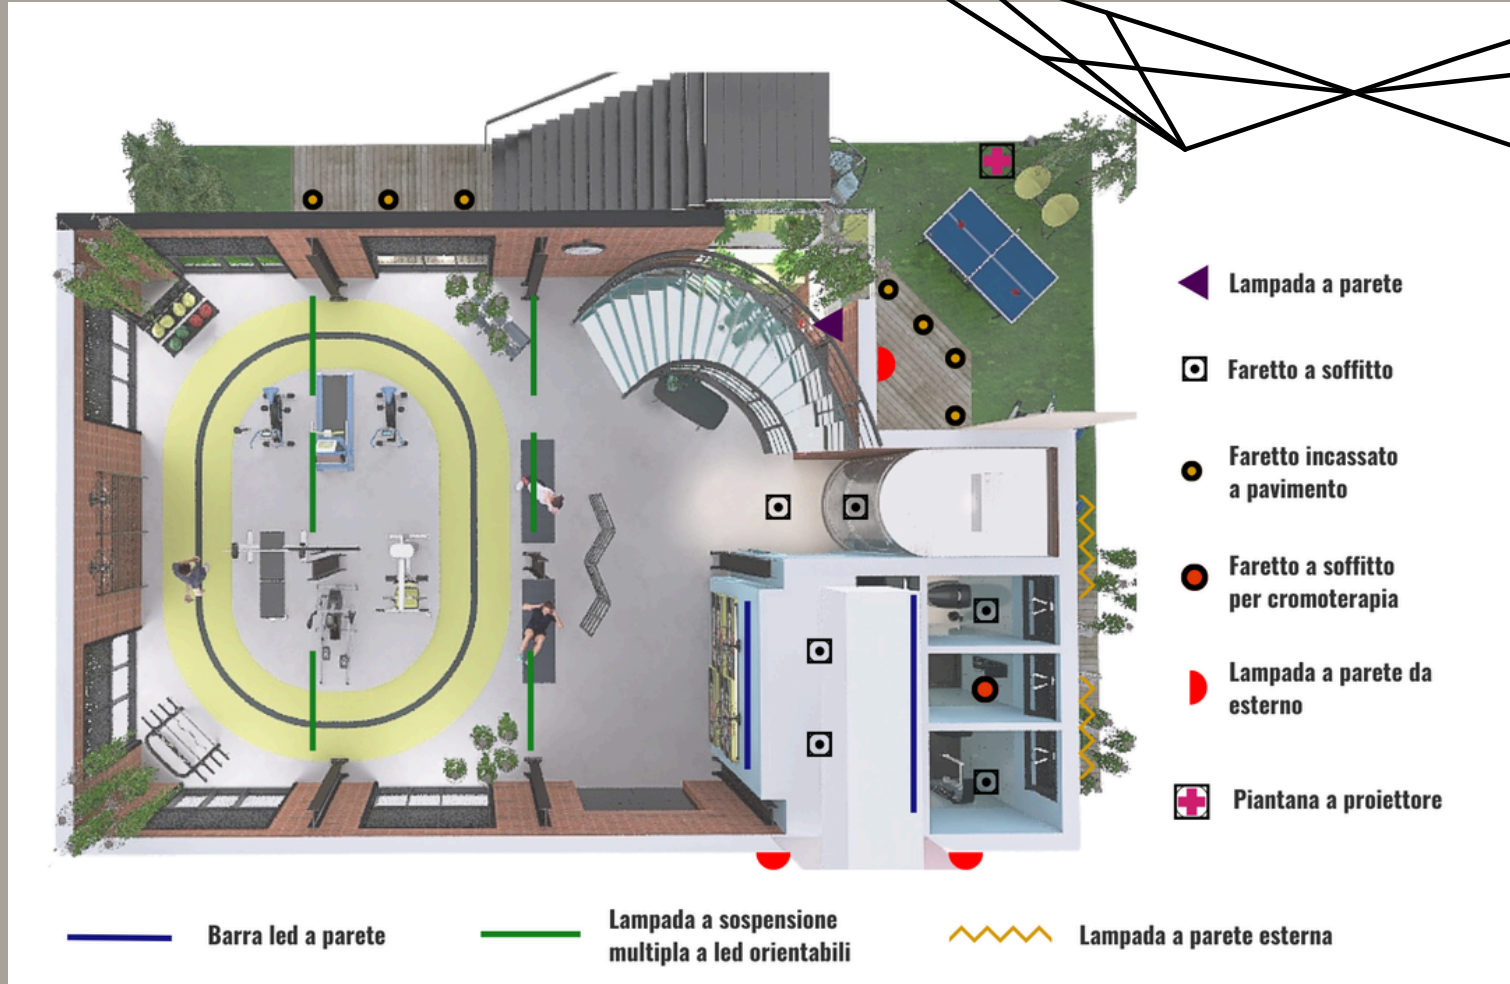 Lampada a parete
Faretto a soffitto
Faretto incassato
a pavimento
Faretto a soffitto
per cromoterapia
Lampada a parete da
esterno
Piantana a proiettore
Barra led a parete
Lampada a sospensione
multipla a led orientabili
Lampada a parete esterna